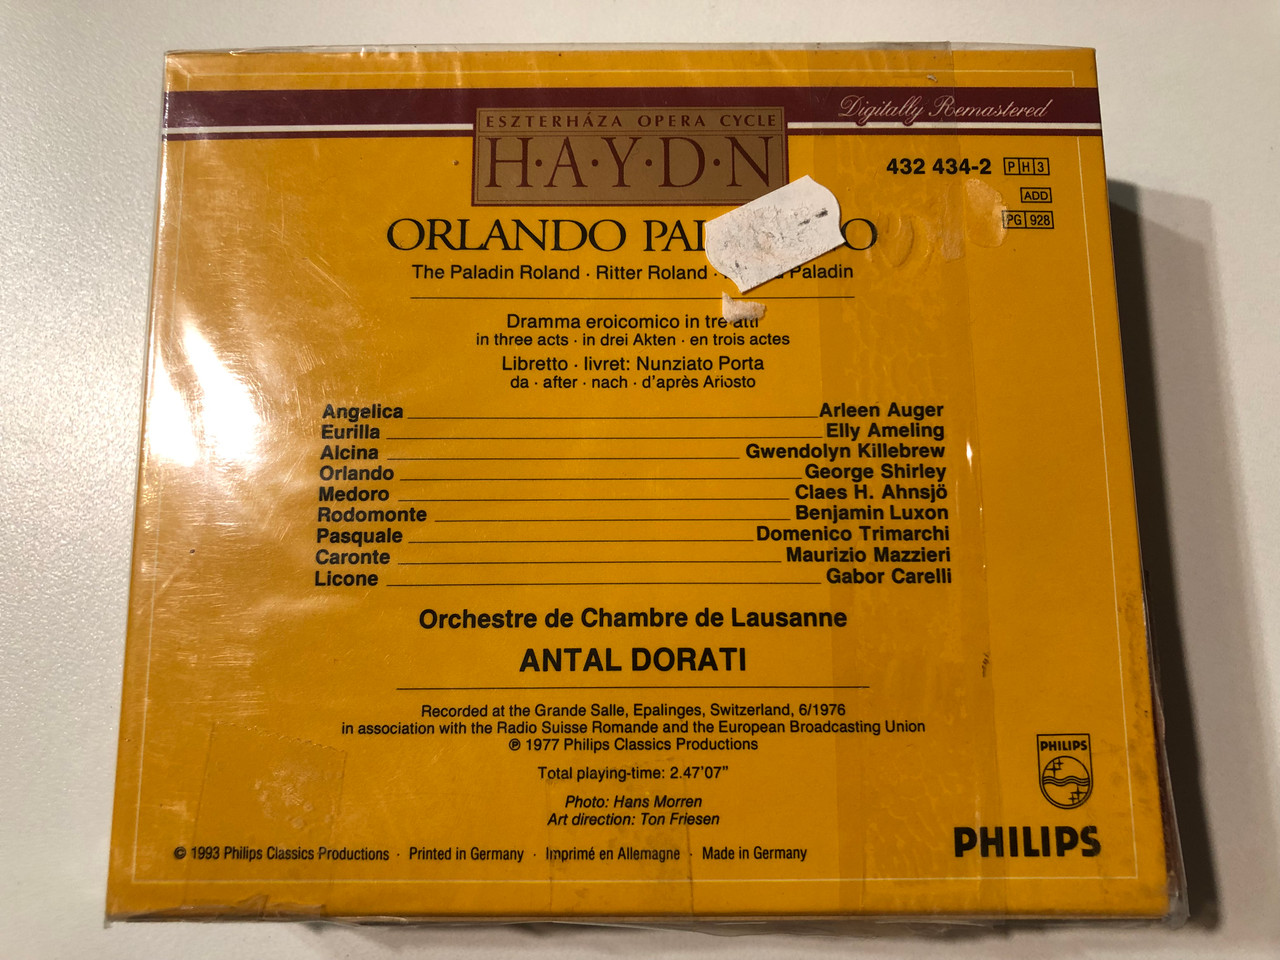 Digitally Remastered
ESZTERHÁZA OPERA CYCLE
H·A·Y·D·N
432 434-2 PH3
ADD
PG 928
ORLANDO
The Paladin Roland · Ritter Roland · Paladin
Dramma eroicomico in tre atti
in three acts · in drei Akten · en trois actes
Libretto · livret: Nunziato Porta
da · after · nach · d'après Ariosto
Angelica Arleen Auger
Eurilla Elly Ameling
Alcina Gwendolyn Killebrew
Orlando George Shirley
Medoro Claes H. Ahnsjö
Rodomonte Benjamin Luxon
Pasquale Domenico Trimarchi
Caronte Maurizio Mazzieri
Licone Gabor Carelli
Orchestre de Chambre de Lausanne
ANTAL DORATI
Recorded at the Grande Salle, Epalinges, Switzerland, 6/1976
in association with the Radio Suisse Romande and the European Broadcasting Union
℗ 1977 Philips Classics Productions
Total playing-time: 2.47'07"
Photo: Hans Morren
Art direction: Ton Friesen
© 1993 Philips Classics Productions · Printed in Germany · Imprimé en Allemagne · Made in Germany
PHILIPS
PHILIPS